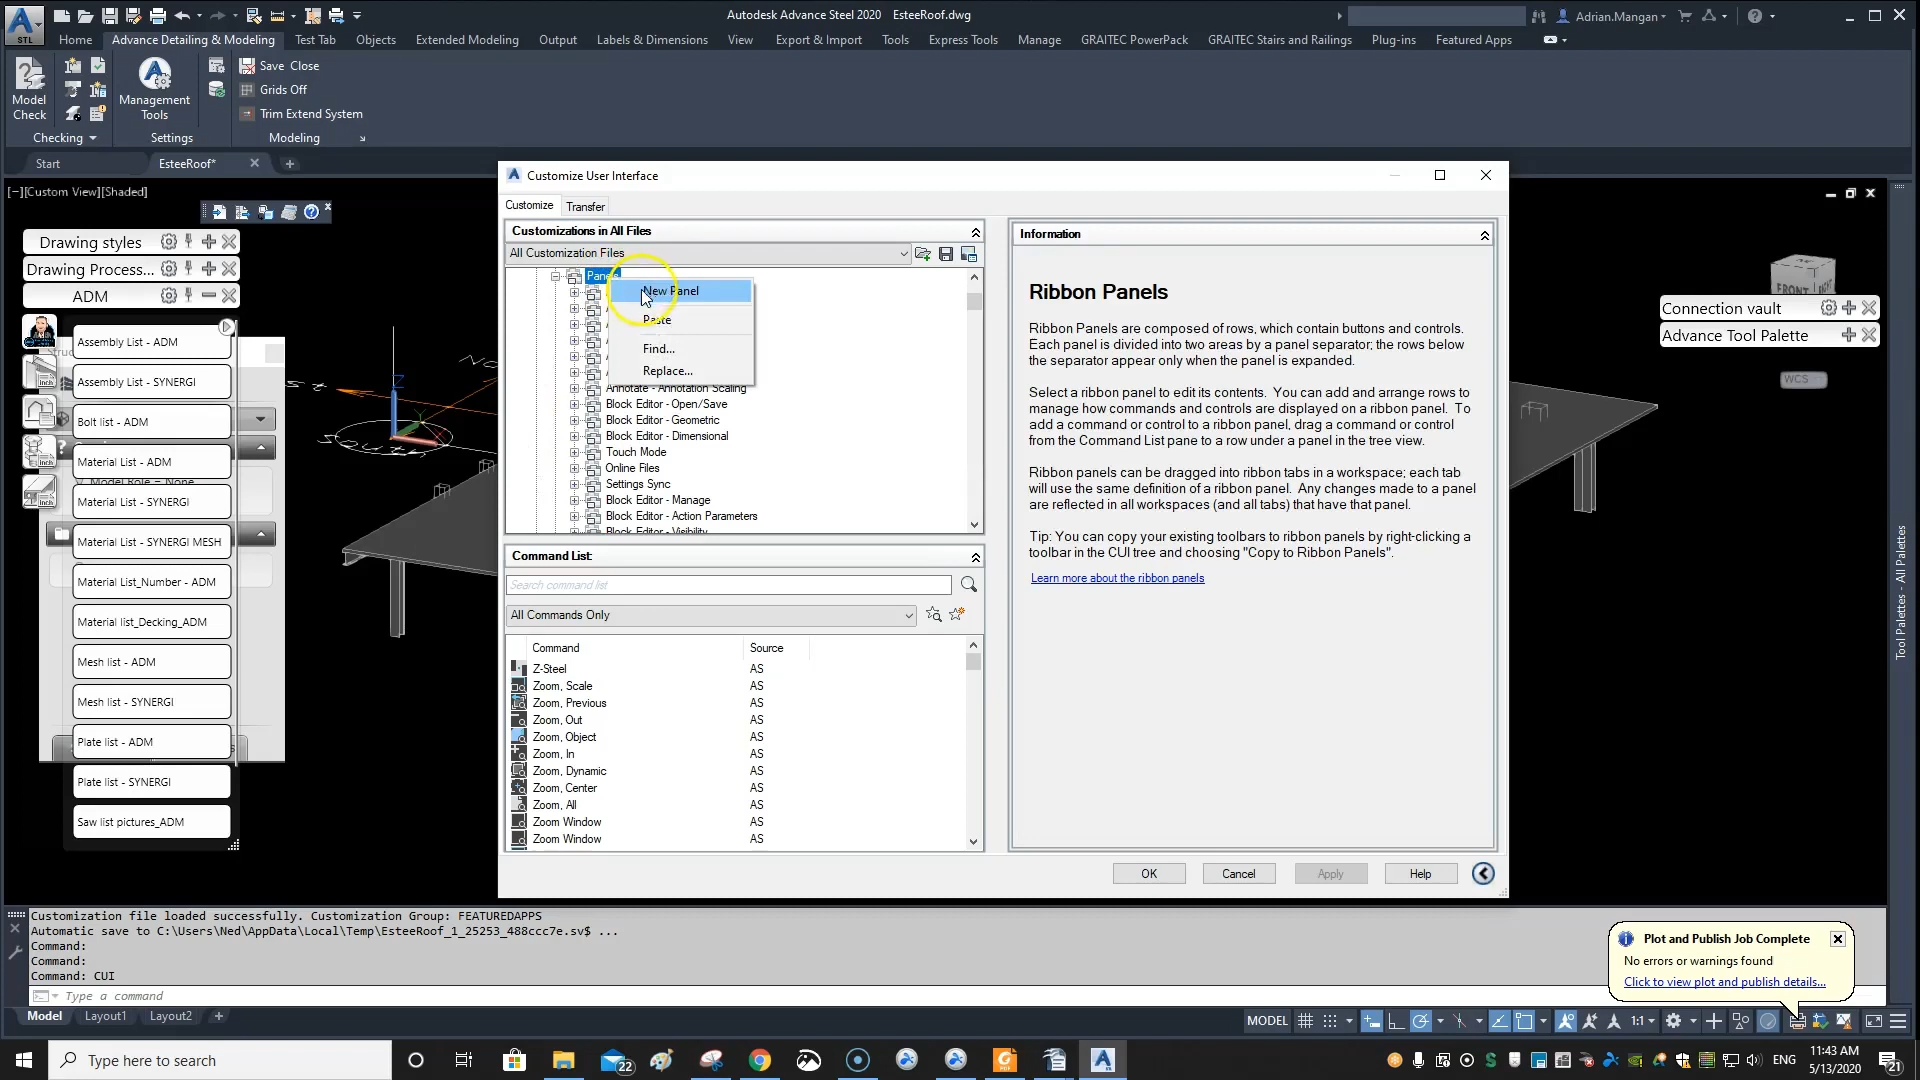 Autodesk Advance Steel 2020   EsteeRoof.dwg
Adrian.Mangan
STL
Home
Advance Detailing & Modeling
Test Tab
Objects
Extended Modeling
Output
Labels & Dimensions
View
Export & Import
Tools
Express Tools
Manage
GRAITEC PowerPack
GRAITEC Stairs and Railings
Plug-ins
Featured Apps
Model
Check
Management
Tools
Save Close
Grids Off
Trim Extend System
Checking
Settings
Modeling
Start
EsteeRoof*
[−][Custom View][Shaded]
Drawing styles
Drawing Process...
ADM
Assembly List - ADM
Assembly List - SYNERGI
Bolt list - ADM
Material List - ADM
Model Role = None
Material List - SYNERGI
Material List - SYNERGI MESH
Material List_Number - ADM
Material list_Decking_ADM
Mesh list - ADM
Mesh list - SYNERGI
Plate list - ADM
Plate list - SYNERGI
Saw list pictures_ADM
Customize User Interface
Customize
Transfer
Customizations in All Files
All Customization Files
Panels
New Panel
Paste
Find...
Replace...
Annotate - Annotation Scaling
Block Editor - Open/Save
Block Editor - Geometric
Block Editor - Dimensional
Touch Mode
Online Files
Settings Sync
Block Editor - Manage
Block Editor - Action Parameters
Block Editor - Visibility
Command List:
Search command list
All Commands Only
Command
Source
Z-Steel AS
Zoom, Scale AS
Zoom, Previous AS
Zoom, Out AS
Zoom, Object AS
Zoom, In AS
Zoom, Dynamic AS
Zoom, Center AS
Zoom, All AS
Zoom Window AS
Zoom Window AS
Information
Ribbon Panels
Ribbon Panels are composed of rows, which contain buttons and controls.
Each panel is divided into two areas by a panel separator; the rows below
the separator appear only when the panel is expanded.
Select a ribbon panel to edit its contents. You can add and arrange rows to
manage how commands and controls are displayed on a ribbon panel. To
add a command or control to a ribbon panel, drag a command or control
from the Command List pane to a row under a panel in the tree view.
Ribbon panels can be dragged into ribbon tabs in a workspace; each tab
will use the same definition of a ribbon panel. Any changes made to a panel
are reflected in all workspaces (and all tabs) that have that panel.
Tip: You can copy your existing toolbars to ribbon panels by right-clicking a
toolbar in the CUI tree and choosing "Copy to Ribbon Panels".
Learn more about the ribbon panels
OK
Cancel
Apply
Help
FRONT
Connection vault
Advance Tool Palette
WCS
Tool Palettes - All Palettes
Customization file loaded successfully. Customization Group: FEATUREDAPPS
Automatic save to C:\Users\Ned\AppData\Local\Temp\EsteeRoof_1_25253_488ccc7e.sv$ ...
Command:
Command:
Command: CUI
Type a command
Plot and Publish Job Complete
No errors or warnings found
Click to view plot and publish details...
Model
Layout1
Layout2
MODEL
1:1
Type here to search
22
ENG
11:43 AM
5/13/2020
21